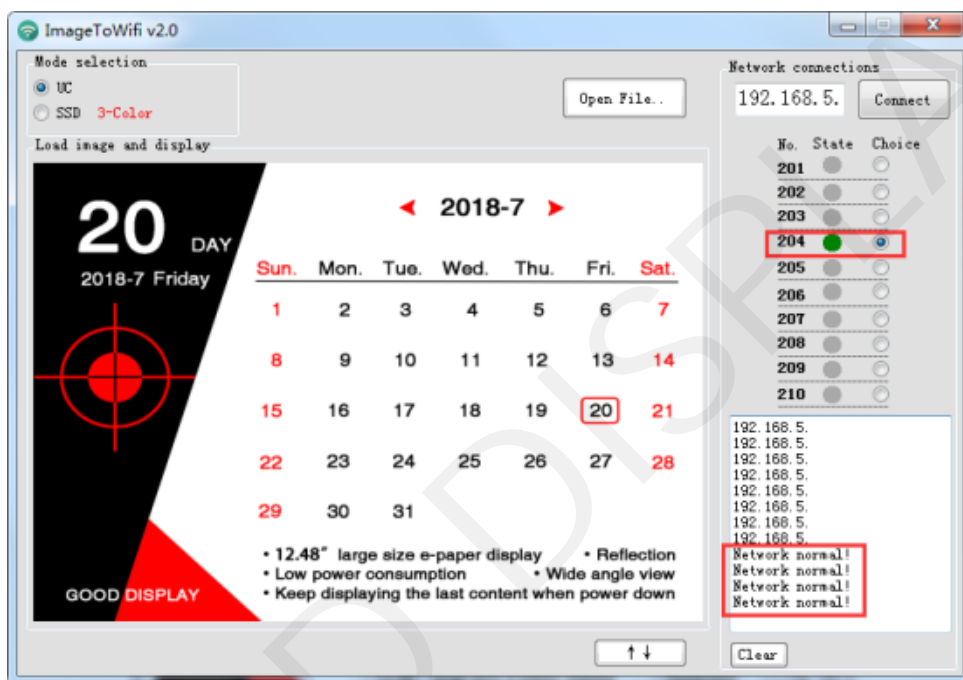 ImageToWifi v2.0
Mode selection
UC
SSD 3-Color
Open File..
Network connections
192.168.5.
Connect
No. State Choice
201
202
203
204
205
206
207
208
209
210
Load image and display
20 DAY
2018-7 Friday
2018-7
Sun. Mon. Tue. Wed. Thu. Fri. Sat.
1 2 3 4 5 6 7
8 9 10 11 12 13 14
15 16 17 18 19 20 21
22 23 24 25 26 27 28
29 30 31
• 12.48" large size e-paper display • Reflection
• Low power consumption • Wide angle view
• Keep displaying the last content when power down
GOOD DISPLAY
192.168.5.
192.168.5.
192.168.5.
192.168.5.
192.168.5.
192.168.5.
192.168.5.
192.168.5.
Network normal!
Network normal!
Network normal!
Network normal!
↑↓
Clear
D DISPLA